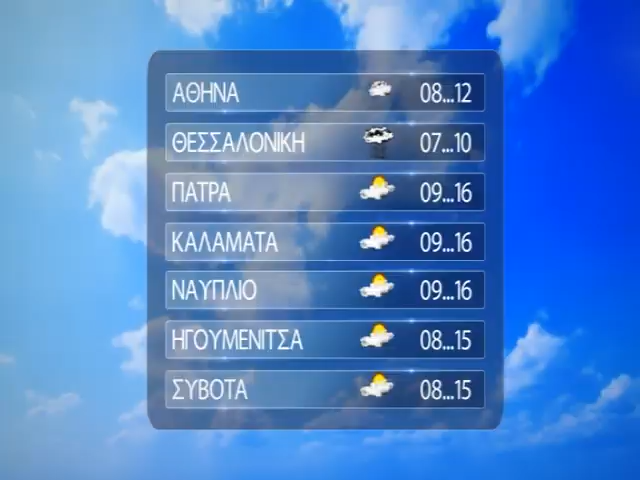 ΑΘΗΝΑ 08...12
ΘΕΣΣΑΛΟΝΙΚΗ 07...10
ΠΑΤΡΑ 09...16
ΚΑΛΑΜΑΤΑ 09...16
ΝΑΥΠΛΙΟ 09...16
ΗΓΟΥΜΕΝΙΤΣΑ 08...15
ΣΥΒΟΤΑ 08...15